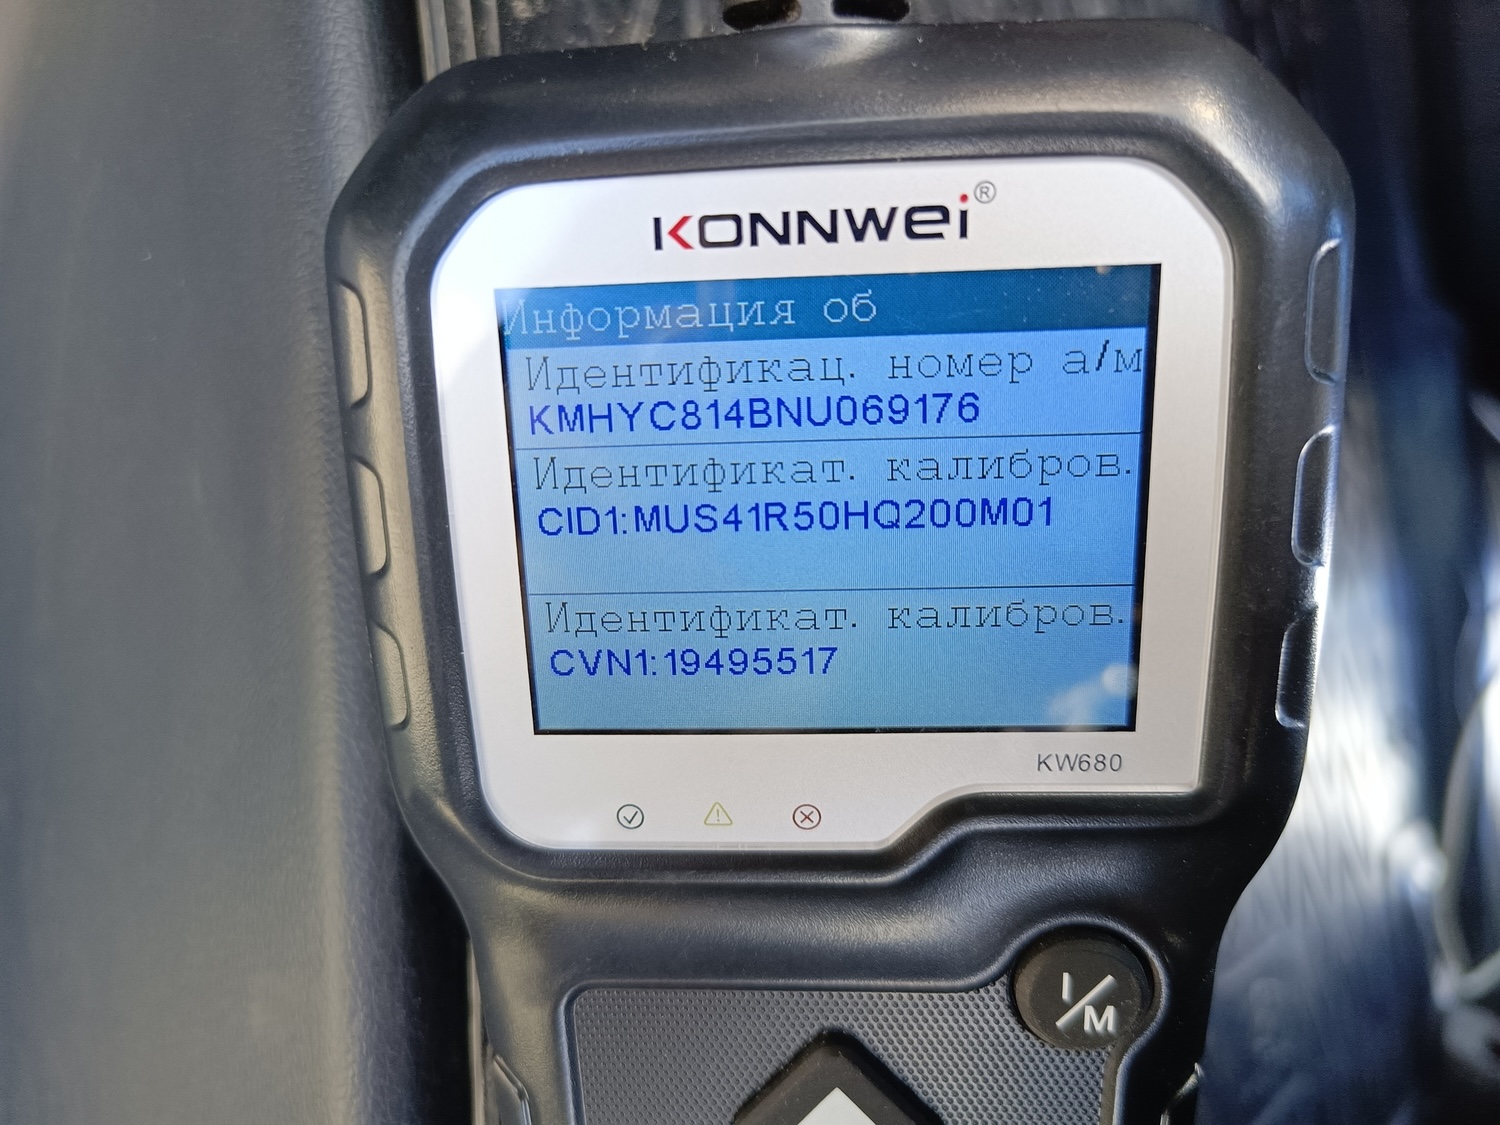 KONNWEI®
Информация об
Идентификац. номер а/м
KMHYC814BNU069176
Идентификат. калибров.
CID1:MUS41R50HQ200M01
Идентификат. калибров.
CVN1:19495517
KW680
I/M